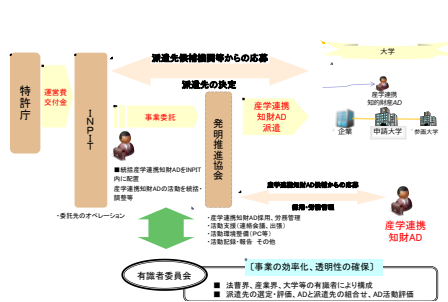 派遣先候補機関等からの応募
派遣先の決定
大学
特許庁
運営費
交付金
INPIT
事業委託
発明推進協会
産学連携
知財AD
派遣
産学連携
知的財産AD
企業
申請大学
参画大学
■統括産学連携知財ADをINPIT
内に配置
産学連携知財ADの活動を統括・
調整等
・委託先のオペレーション
産学連携知財AD候補からの応募
採用・労務管理
・産学連携知財AD採用、労務管理
・活動支援(連絡会議、出張)
・活動環境整備(PC等)
・活動記録・報告 その他
産学連携
知財AD
有識者委員会
［事業の効率化、透明性の確保］
■ 法曹界、産業界、大学等の有識者により構成
■ 派遣先の選定・評価、ADと派遣先の組合せ、AD活動評価